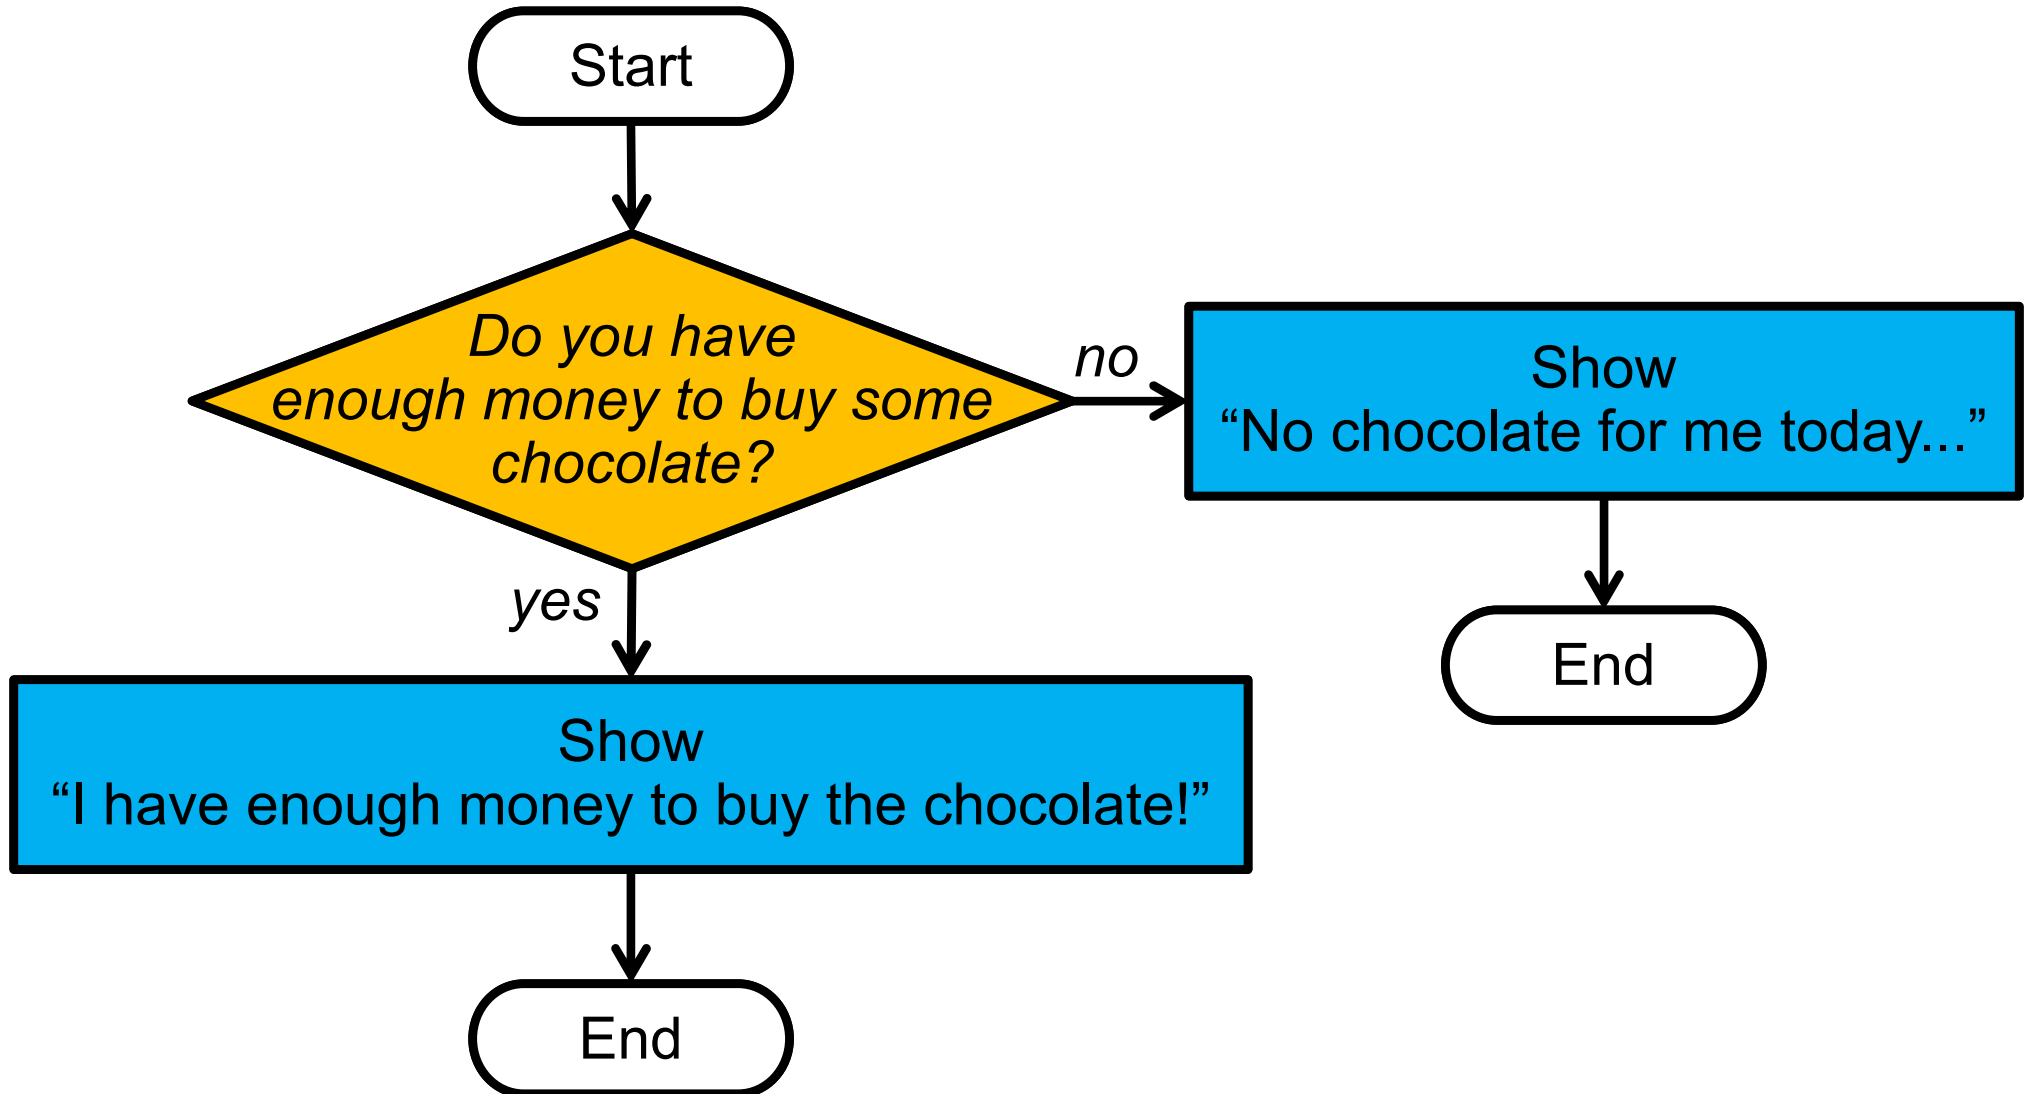 Start
Do you have
enough money to buy some
chocolate?
no
Show
“No chocolate for me today...”
End
yes
Show
“I have enough money to buy the chocolate!”
End